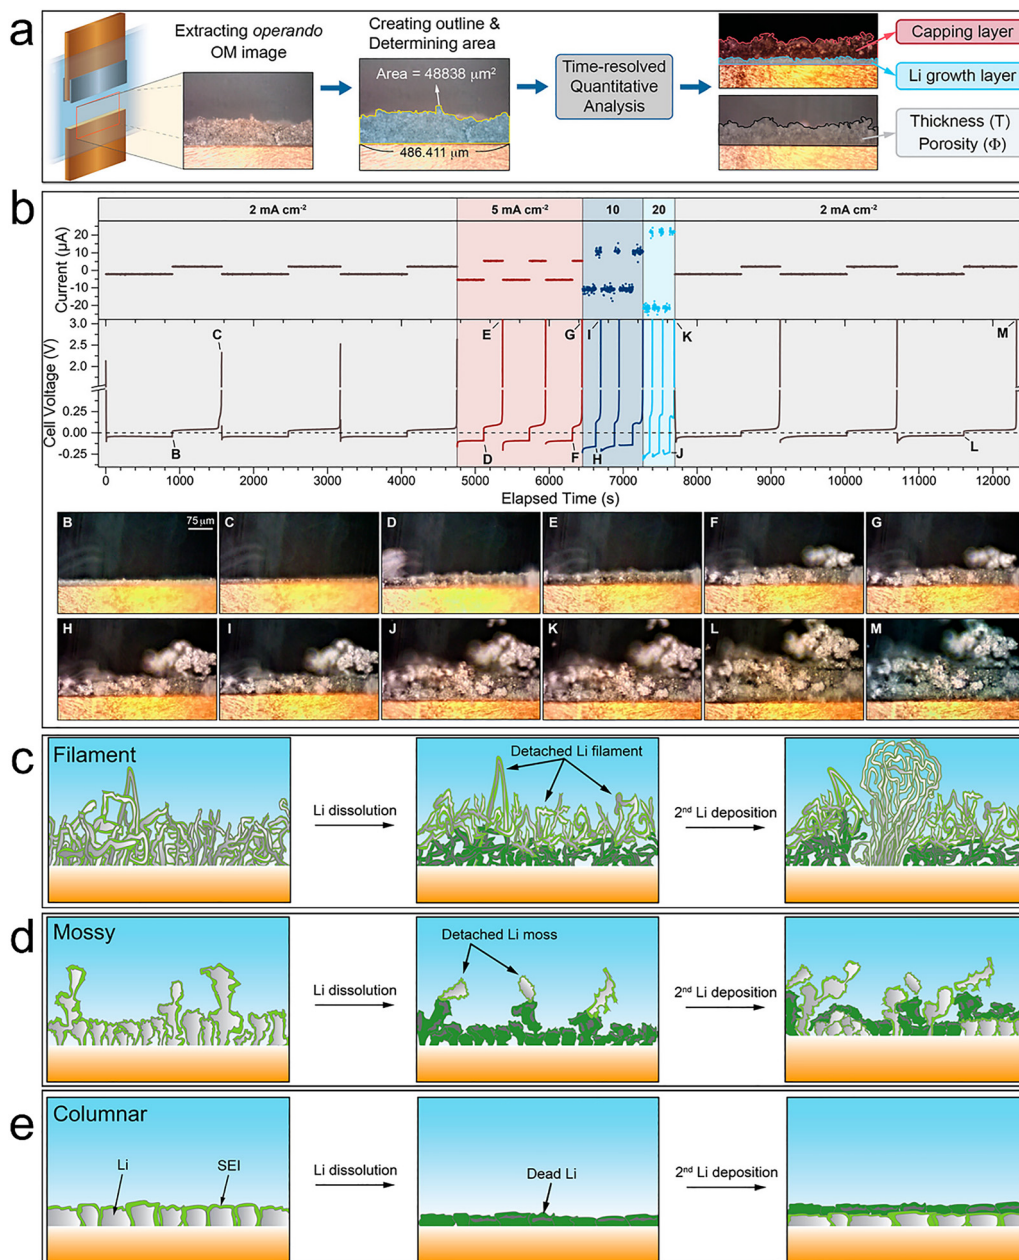 a
Extracting operando
OM image
Creating outline &
Determining area
Area = 48838 μm²
486.411 μm
Time-resolved
Quantitative
Analysis
Capping layer
Li growth layer
Thickness (T)
Porosity (Φ)
b
2 mA cm-²
5 mA cm-²
10
20
2 mA cm-²
Current (μA)
20
10
0
-10
-20
Cell Voltage (V)
3.0
2.5
2.0
0.25
0.00
-0.25
B
C
D
E
F
G
H
I
J
K
L
M
0
1000
2000
3000
4000
5000
6000
7000
8000
9000
10000
11000
12000
Elapsed Time (s)
B
75 μm
C
D
E
F
G
H
I
J
K
L
M
c
Filament
Li dissolution
Detached Li filament
2nd Li deposition
d
Mossy
Li dissolution
Detached Li moss
2nd Li deposition
e
Columnar
Li
SEI
Li dissolution
Dead Li
2nd Li deposition